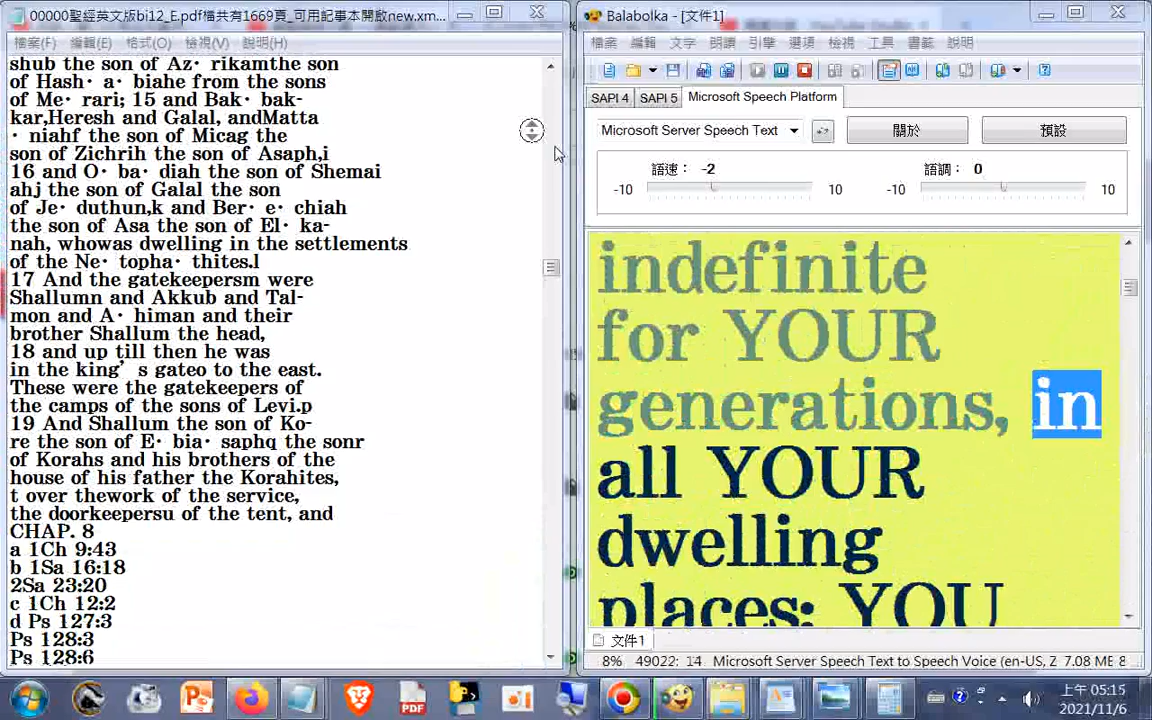 00000聖經英文版bi12_E.pdf檔共有1669頁_可用記事本開啟new.xm...
檔案(F) 編輯(E) 格式(O) 檢視(V) 說明(H)
shub the son of Az‧ rikamthe son
of Hash‧ a‧ biahe from the sons
of Me‧ rari; 15 and Bak‧ bak-
kar,Heresh and Galal, andMatta
‧ niahf the son of Micag the
son of Zichrih the son of Asaph,i
16 and O‧ ba‧ diah the son of Shemai
ahj the son of Galal the son
of Je‧ duthun,k and Ber‧ e‧ chiah
the son of Asa the son of El‧ ka-
nah, whowas dwelling in the settlements
of the Ne‧ topha‧ thites.l
17 And the gatekeepersm were
Shallumn and Akkub and Tal-
mon and A‧ himan and their
brother Shallum the head,
18 and up till then he was
in the king’s gateo to the east.
These were the gatekeepers of
the camps of the sons of Levi.p
19 And Shallum the son of Ko-
re the son of E‧ bia‧ saphq the sonr
of Korahs and his brothers of the
house of his father the Korahites,
t over thework of the service,
the doorkeepersu of the tent, and
CHAP. 8
a 1Ch 9:43
b 1Sa 16:18
2Sa 23:20
c 1Ch 12:2
d Ps 127:3
Ps 128:3
Ps 128:6
Balabolka - [文件1]
檔案 編輯 文字 朗讀 引擎 選項 檢視 工具 書籤 說明
SAPI 4 SAPI 5 Microsoft Speech Platform
Microsoft Server Speech Text 關於 預設
語速： -2 語調： 0
-10 10 -10 10
indefinite
for YOUR
generations, in
all YOUR
dwelling
places: YOU
文件1
8% 49022: 14 Microsoft Server Speech Text to Speech Voice (en-US, Z 7.08 ME 8
PDF
上午 05:15
2021/11/6